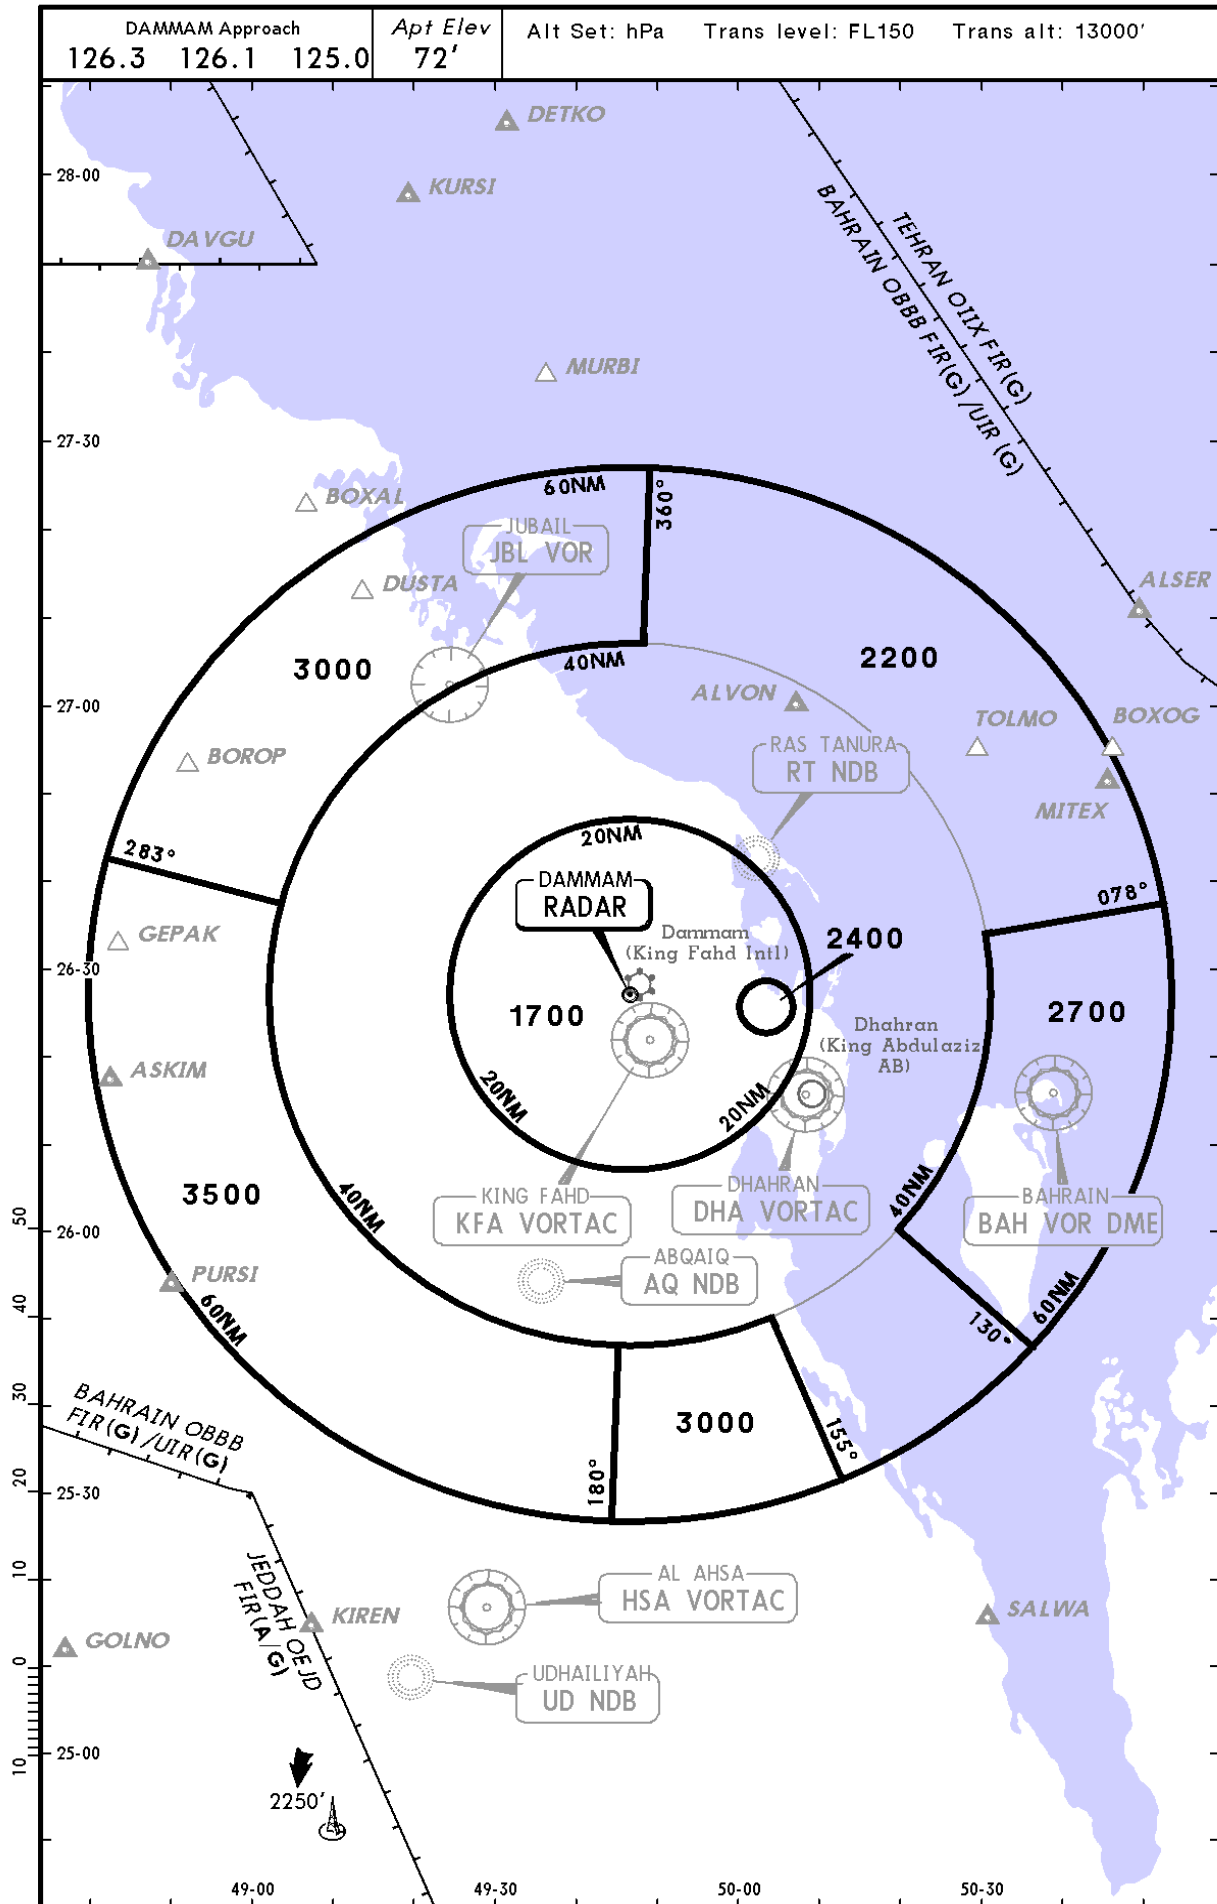 DAMMAM Approach
126.3 126.1 125.0
Apt Elev
72'
Alt Set: hPa Trans level: FL150 Trans alt: 13000'
DETKO
28-00
KURSI
DAVGU
TEHRAN OIIX FIR(G)
BAHRAIN OBBB FIR(G)/UIR(G)
MURBI
27-30
60NM
360°
BOXAL
JUBAIL
JBL VOR
DUSTA
ALSER
3000
40NM
2200
27-00
ALVON
TOLMO
BOXOG
BOROP
RAS TANURA
RT NDB
MITEX
20NM
283°
DAMMAM
RADAR
078°
GEPAK
Dammam
(King Fahd Intl)
2400
26-30
1700
2700
Dhahran
(King Abdulaziz
AB)
ASKIM
20NM
20NM
3500
40NM
KING FAHD
KFA VORTAC
DHAHRAN
DHA VORTAC
40NM
BAHRAIN
BAH VOR DME
50
26-00
ABQAIQ
AQ NDB
PURSI
60NM
60NM
40
130°
BAHRAIN OBBB
FIR(G)/UIR(G)
30
3000
155°
20
180°
25-30
JEDDAH OEJD
FIR(A/G)
10
AL AHSA
HSA VORTAC
KIREN
SALWA
GOLNO
0
UDHAILIYAH
UD NDB
10
25-00
2250'
49-00
49-30
50-00
50-30